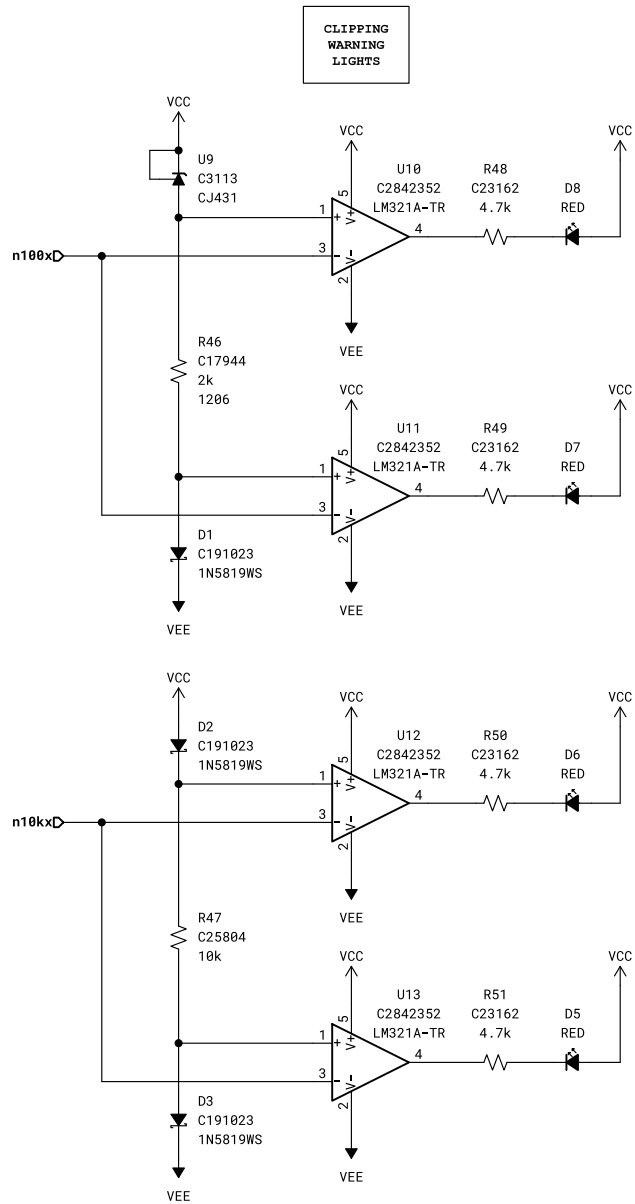 CLIPPING
WARNING
LIGHTS
VCC
U9
C3113
CJ431
VCC
U10
C2842352
LM321A-TR
R48
C23162
4.7k
D8
RED
VCC
n100x
1
3
5
2
4
+
-
V+
V-
VEE
R46
C17944
2k
1206
VCC
U11
C2842352
LM321A-TR
R49
C23162
4.7k
D7
RED
VCC
1
3
5
2
4
+
-
V+
V-
VEE
D1
C191023
1N5819WS
VEE
VCC
D2
C191023
1N5819WS
VCC
U12
C2842352
LM321A-TR
R50
C23162
4.7k
D6
RED
VCC
n10kx
1
3
5
2
4
+
-
V+
V-
VEE
R47
C25804
10k
VCC
U13
C2842352
LM321A-TR
R51
C23162
4.7k
D5
RED
VCC
1
3
5
2
4
+
-
V+
V-
VEE
D3
C191023
1N5819WS
VEE